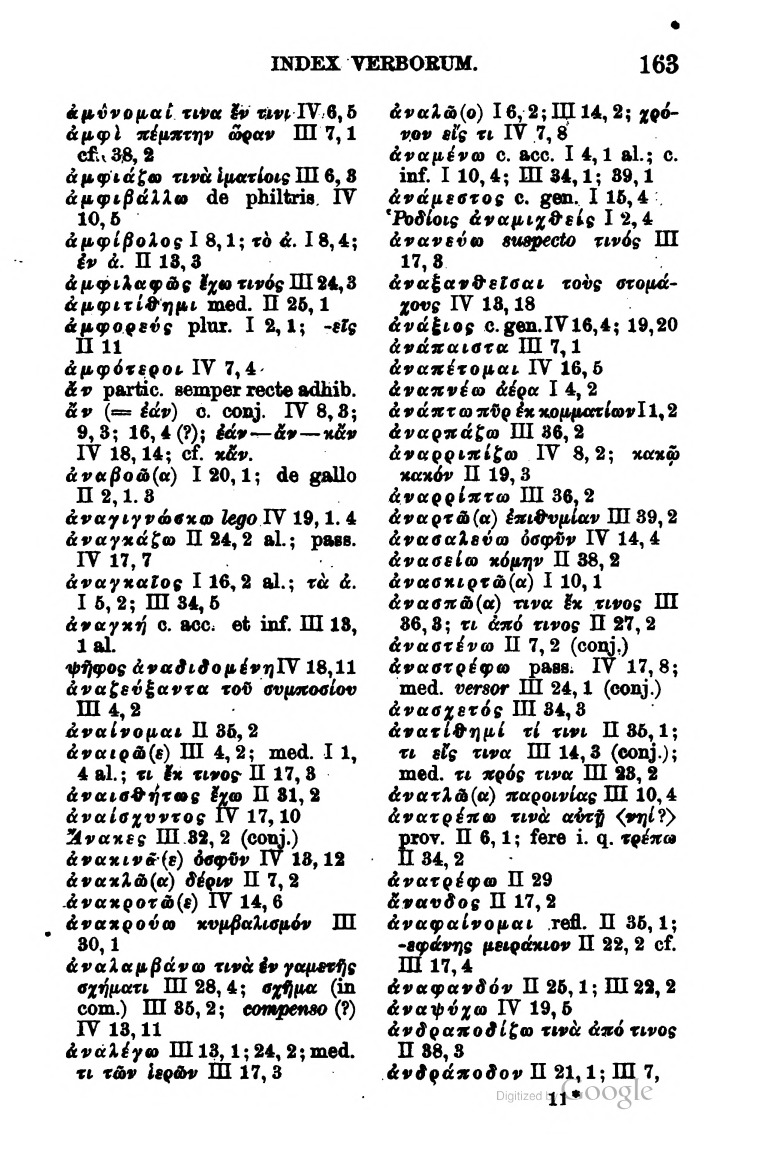 INDEX VERBORUM. 163
ἀμύνομαί τινα ἔν τινι IV 6, 5
ἀμφὶ πέμπτην ὥραν III 7, 1
cf. 38, 2
ἀμφιάζω τινὰ ἱματίοις III 6, 3
ἀμφιβάλλω de philtris IV
10, 5
ἀμφίβολος I 8, 1; τὸ ἀ. I 8, 4;
ἐν ἀ. II 13, 3
ἀμφιλαφῶς ἔχω τινός III 24, 3
ἀμφιτίθημι med. II 25, 1
ἀμφορεύς plur. I 2, 1; -εῖς
II 11
ἀμφότεροι IV 7, 4
ἄν partic. semper recte adhib.
ἄν (= ἐάν) c. conj. IV 8, 3;
9, 3; 16, 4 (?); ἐάν—ἄν—κἄν
IV 18, 14; cf. κἄν.
ἀναβοῶ(α) I 20, 1; de gallo
II 2, 1. 3
ἀναγιγνώσκω lego IV 19, 1. 4
ἀναγκάζω II 24, 2 al.; pass.
IV 17, 7
ἀναγκαῖος I 16, 2 al.; τὰ ἀ.
I 5, 2; III 34, 5
ἀναγκή c. acc. et inf. III 13,
1 al.
ψῆφος ἀναδιδομένη IV 18, 11
ἀναζεύξαντα τοῦ συμποσίου
III 4, 2
ἀναίνομαι II 35, 2
ἀναιρῶ(ε) III 4, 2; med. I 1,
4 al.; τι ἔκ τινος II 17, 3
ἀναισθήτως ἔχω II 31, 2
ἀναίσχυντος IV 17, 10
Ἄνακες III 32, 2 (conj.)
ἀνακινῶ(ε) ὀσφῦν IV 13, 12
ἀνακλῶ(α) δέριν II 7, 2
ἀνακροτῶ(ε) IV 14, 6
ἀνακρούω κυμβαλισμόν III
30, 1
ἀναλαμβάνω τινὰ ἐν γαμετῆς
σχήματι III 28, 4; σχῆμα (in
com.) III 35, 2; compenso (?)
IV 13, 11
ἀναλέγω III 13, 1; 24, 2; med.
τι τῶν ἱερῶν III 17, 3
ἀναλῶ(ο) I 6, 2; III 14, 2; χρό-
νον εἴς τι IV 7, 8
ἀναμένω c. acc. I 4, 1 al.; c.
inf. I 10, 4; III 34, 1; 39, 1
ἀνάμεστος c. gen. I 15, 4
Ῥοδίοις ἀναμιχθείς I 2, 4
ἀνανεύω suspecto τινός III
17, 3
ἀναξανθεῖσαι τοὺς στομά-
χους IV 13, 18
ἀνάξιος c. gen. IV 16, 4; 19, 20
ἀνάπαιστα III 7, 1
ἀναπέτομαι IV 16, 5
ἀναπνέω ἀέρα I 4, 2
ἀνάπτω πῦρ ἐκ κομματίων I 1, 2
ἀναρπάζω III 36, 2
ἀναρριπίζω IV 8, 2; κακῷ
κακόν II 19, 3
ἀναρρίπτω III 36, 2
ἀναρτῶ(α) ἐπιθυμίαν III 39, 2
ἀνασαλεύω ὀσφῦν IV 14, 4
ἀνασείω κόμην II 38, 2
ἀνασκιρτῶ(α) I 10, 1
ἀνασπῶ(α) τινα ἔκ τινος III
36, 3; τι ἀπό τινος II 27, 2
ἀναστένω II 7, 2 (conj.)
ἀναστρέφω pass. IV 17, 8;
med. versor III 24, 1 (conj.)
ἀνασχετός III 34, 3
ἀνατίθημί τί τινι II 35, 1;
τι εἴς τινα III 14, 3 (conj.);
med. τι πρός τινα III 23, 2
ἀνατλῶ(α) παροινίας III 10, 4
ἀνατρέπω τινὰ αὐτῇ ⟨νηΐ?⟩
prov. II 6, 1; fere i. q. τρέπω
II 34, 2
ἀνατρέφω II 29
ἄναυδος II 17, 2
ἀναφαίνομαι refl. II 35, 1;
-εφάνης μειράκιον II 22, 2 cf.
III 17, 4
ἀναφανδόν II 25, 1; III 22, 2
ἀναψύχω IV 19, 5
ἀνδραποδίζω τινὰ ἀπό τινος
II 38, 3
ἀνδράποδον II 21, 1; III 7,
Digitized by Google
11*